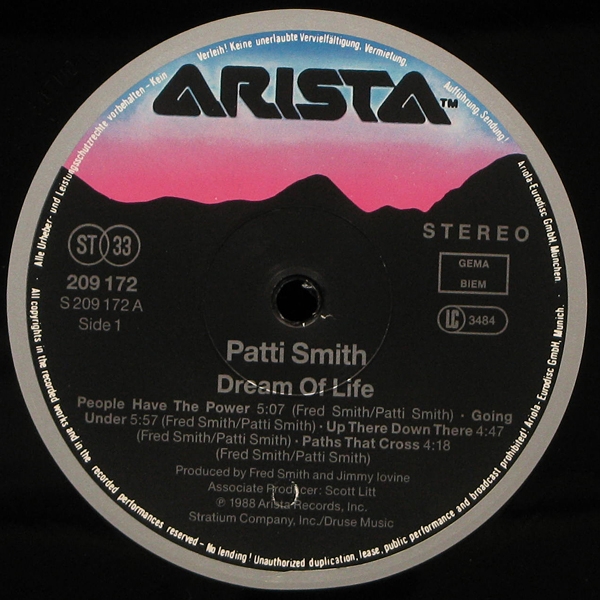 Alle Urheber- und Leistungsschutzrechte vorbehalten – Kein Verleih! Keine unerlaubte Vervielfältigung, Vermietung, Aufführung, Sendung!
ARISTA™
Ariola-Eurodisc GmbH, München.
STEREO
ST 33
GEMA
BIEM
209 172
S 209 172 A
LC 3484
Side 1
Patti Smith
Dream Of Life
People Have The Power 5:07 (Fred Smith/Patti Smith) · Going
Under 5:57 (Fred Smith/Patti Smith) · Up There Down There 4:47
(Fred Smith/Patti Smith) · Paths That Cross 4:18
(Fred Smith/Patti Smith)
Produced by Fred Smith and Jimmy Iovine
Associate Producer: Scott Litt
℗ 1988 Arista Records, Inc.
Stratium Company, Inc./Druse Music
All copyrights in the recorded works and in the recorded performances reserved – No lending! Unauthorized duplication, lease, public performance and broadcast prohibited! Ariola-Eurodisc GmbH, Munich.